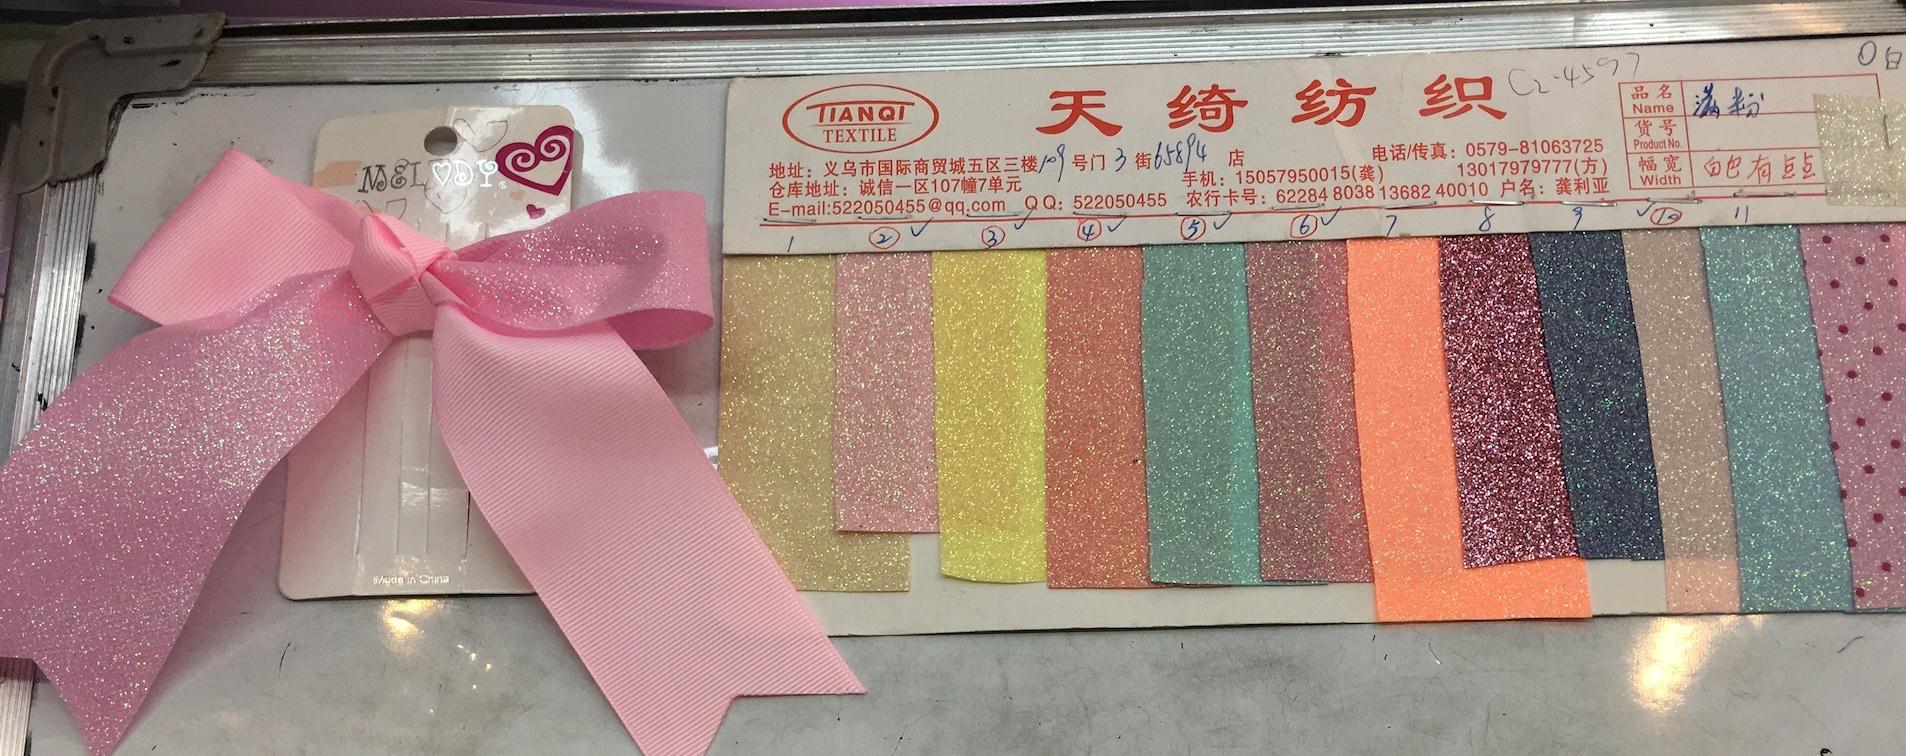 MELODY
Made in China
TIANQI
TEXTILE
天绮纺织
C2-4597
地址:义乌市国际商贸城五区三楼109号门3街65894店
电话/传真:0579-81063725
仓库地址:诚信一区107幢7单元
手机:15057950015(龚)
13017979777(方)
E-mail:522050455@qq.com QQ:522050455 农行卡号:62284 8038 13682 40010 户名:龚利亚
品名
Name
满粉
货号
Product No.
幅宽
Width
白色有点点
白
1 ② ③ ④ ⑤ ⑥ 7 8 9 ⑩ 11